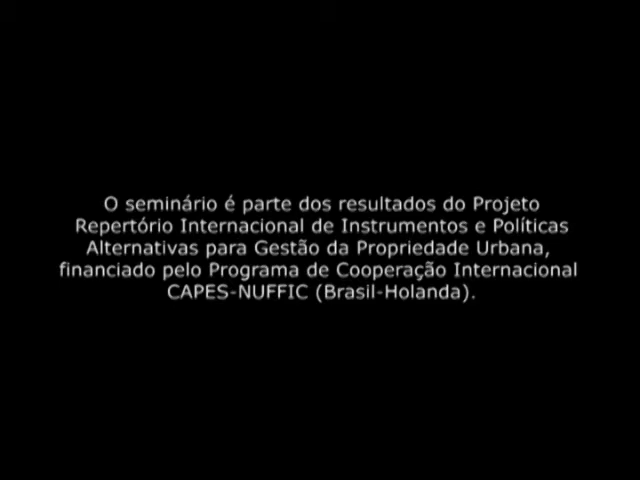 O seminário é parte dos resultados do Projeto
Repertório Internacional de Instrumentos e Políticas
Alternativas para Gestão da Propriedade Urbana,
financiado pelo Programa de Cooperação Internacional
CAPES-NUFFIC (Brasil-Holanda).